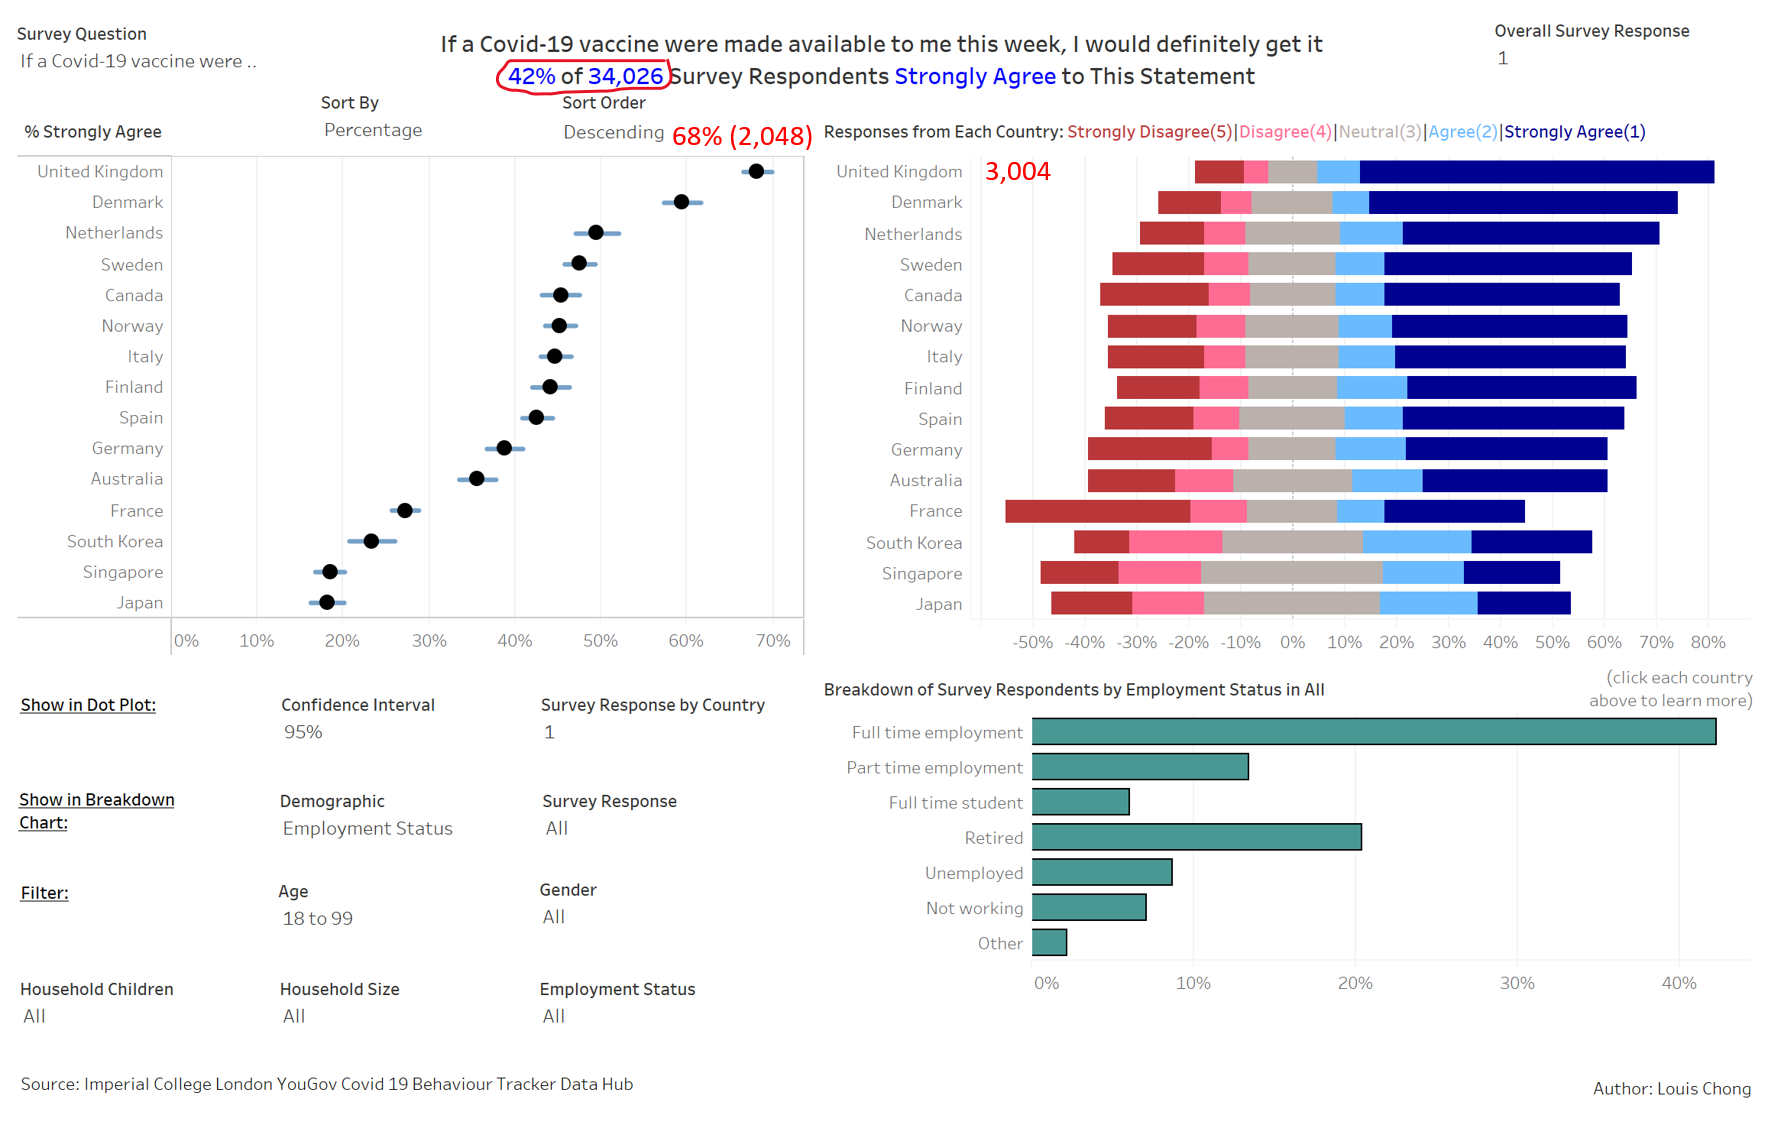 Survey Question
If a Covid-19 vaccine were ..
If a Covid-19 vaccine were made available to me this week, I would definitely get it
42% of 34,026 Survey Respondents Strongly Agree to This Statement
Overall Survey Response
1
Sort By
Percentage
Sort Order
Descending
% Strongly Agree
68% (2,048)
United Kingdom
Denmark
Netherlands
Sweden
Canada
Norway
Italy
Finland
Spain
Germany
Australia
France
South Korea
Singapore
Japan
0% 10% 20% 30% 40% 50% 60% 70%
Responses from Each Country: Strongly Disagree(5)|Disagree(4)|Neutral(3)|Agree(2)|Strongly Agree(1)
United Kingdom 3,004
Denmark
Netherlands
Sweden
Canada
Norway
Italy
Finland
Spain
Germany
Australia
France
South Korea
Singapore
Japan
-50% -40% -30% -20% -10% 0% 10% 20% 30% 40% 50% 60% 70% 80%
Show in Dot Plot:
Confidence Interval
95%
Survey Response by Country
1
Show in Breakdown
Chart:
Demographic
Employment Status
Survey Response
All
Filter:
Age
18 to 99
Gender
All
Household Children
All
Household Size
All
Employment Status
All
Breakdown of Survey Respondents by Employment Status in All
(click each country
above to learn more)
Full time employment
Part time employment
Full time student
Retired
Unemployed
Not working
Other
0% 10% 20% 30% 40%
Source: Imperial College London YouGov Covid 19 Behaviour Tracker Data Hub
Author: Louis Chong